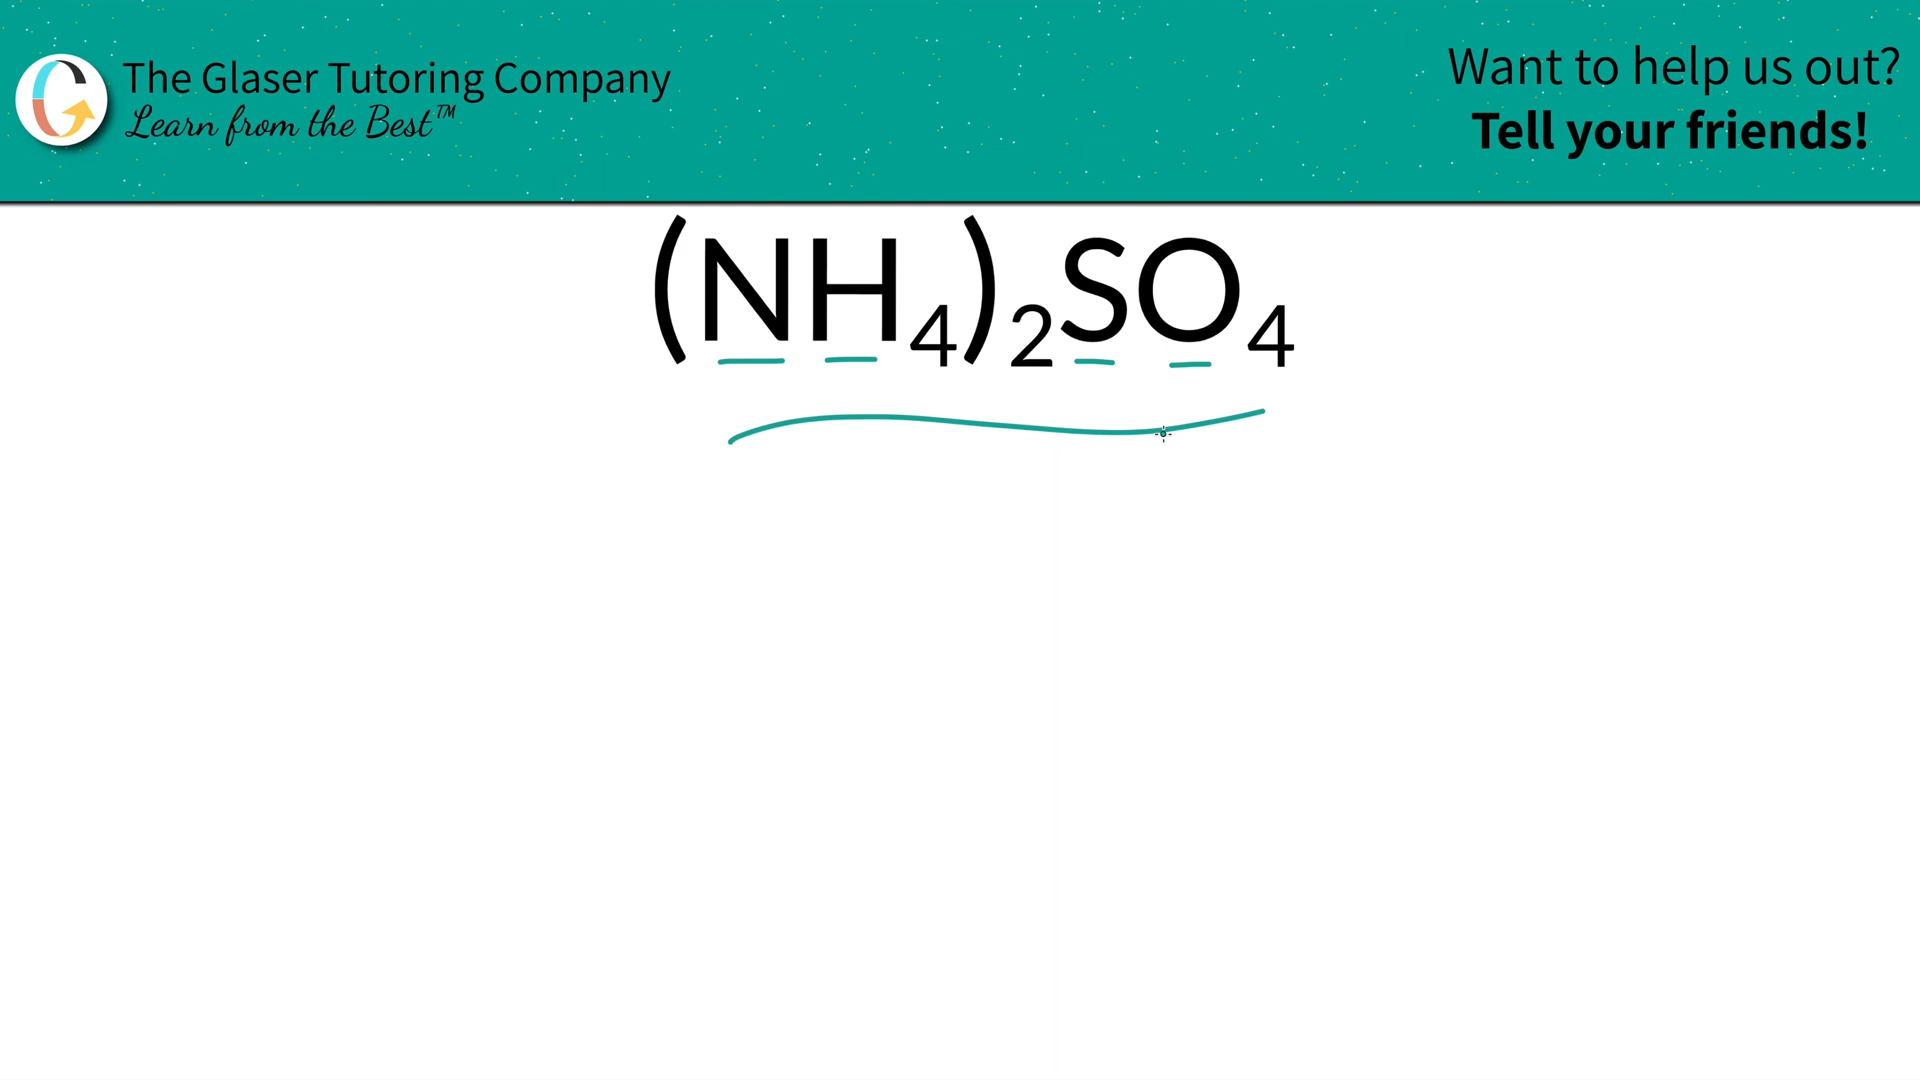 The Glaser Tutoring Company
Learn from the Best™
Want to help us out?
Tell your friends!
(NH₄)₂SO₄